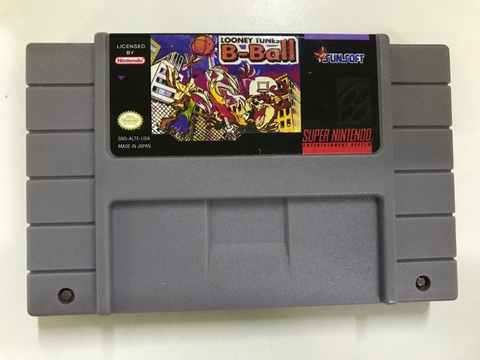 LICENSED
BY
Nintendo
SNS-ALTE-USA
MADE IN JAPAN
LOONEY TUNES
B-Ball
SUNSOFT
SUPER NINTENDO
ENTERTAINMENT SYSTEM